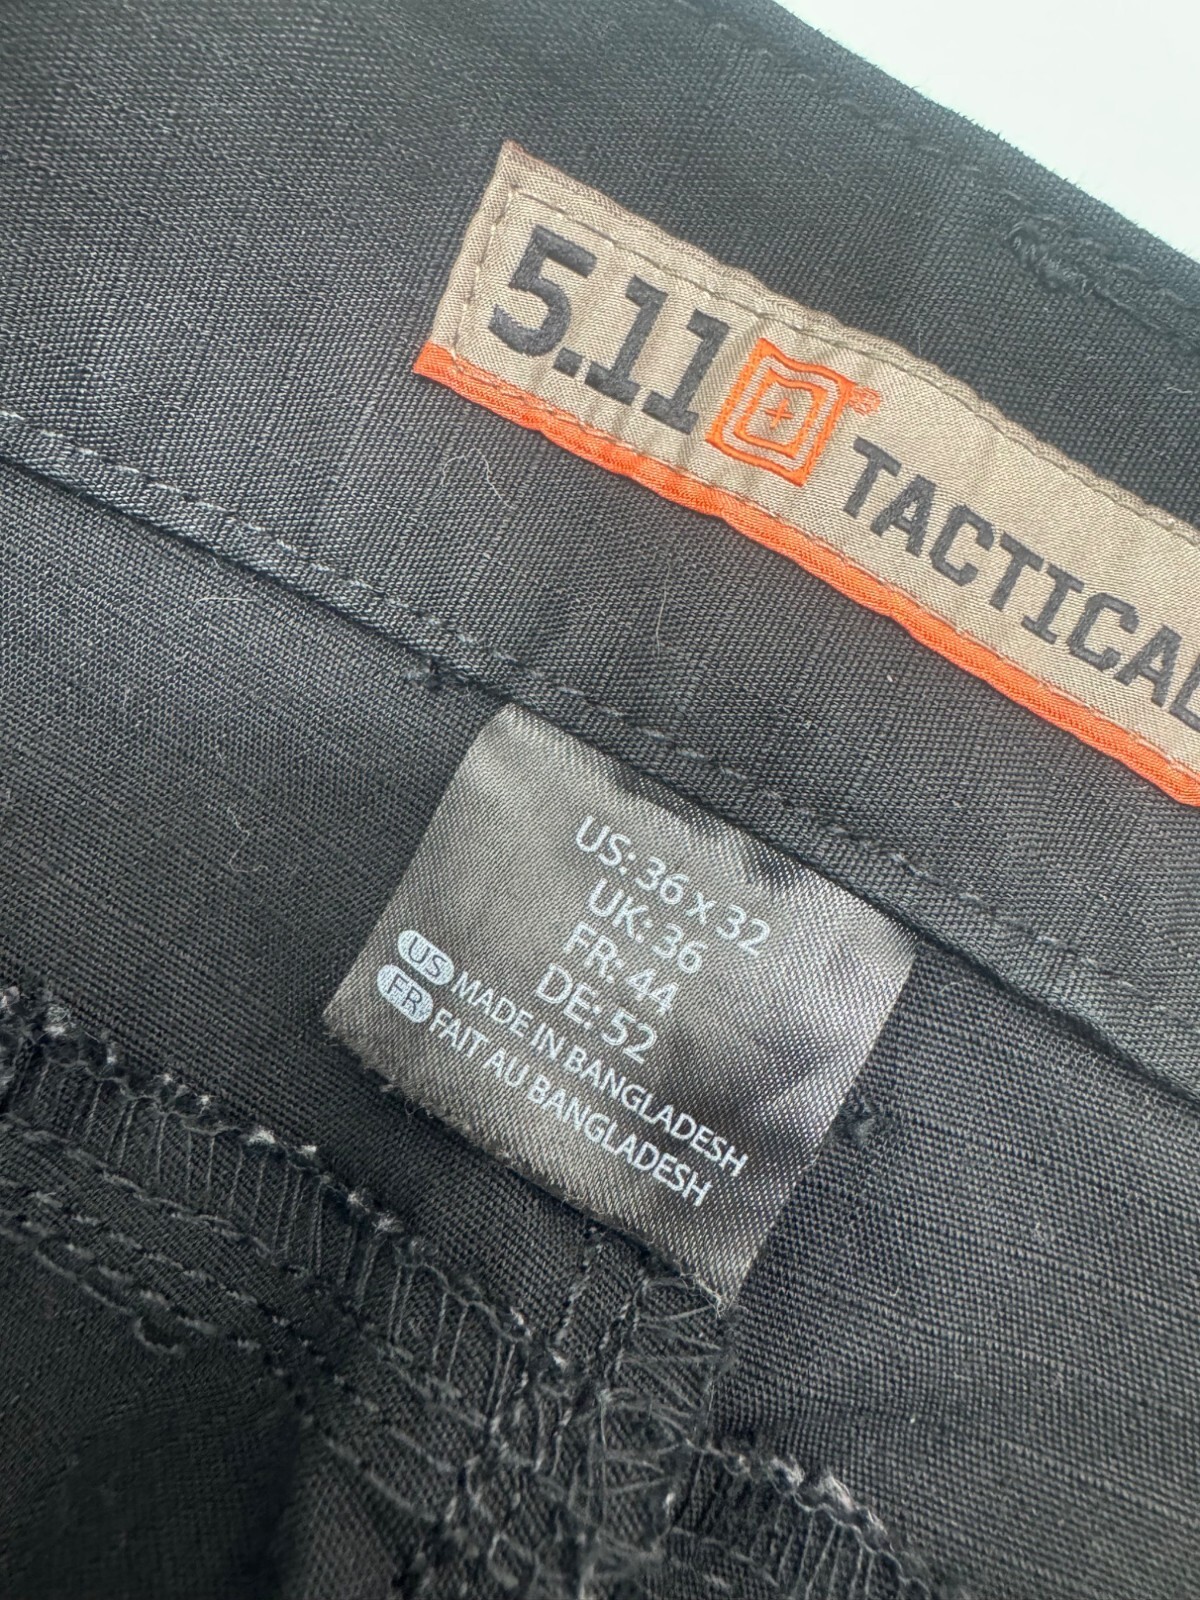 5.11 TACTICAL
US: 36 x 32
UK: 36
FR: 44
DE: 52
US MADE IN BANGLADESH
FR FAIT AU BANGLADESH